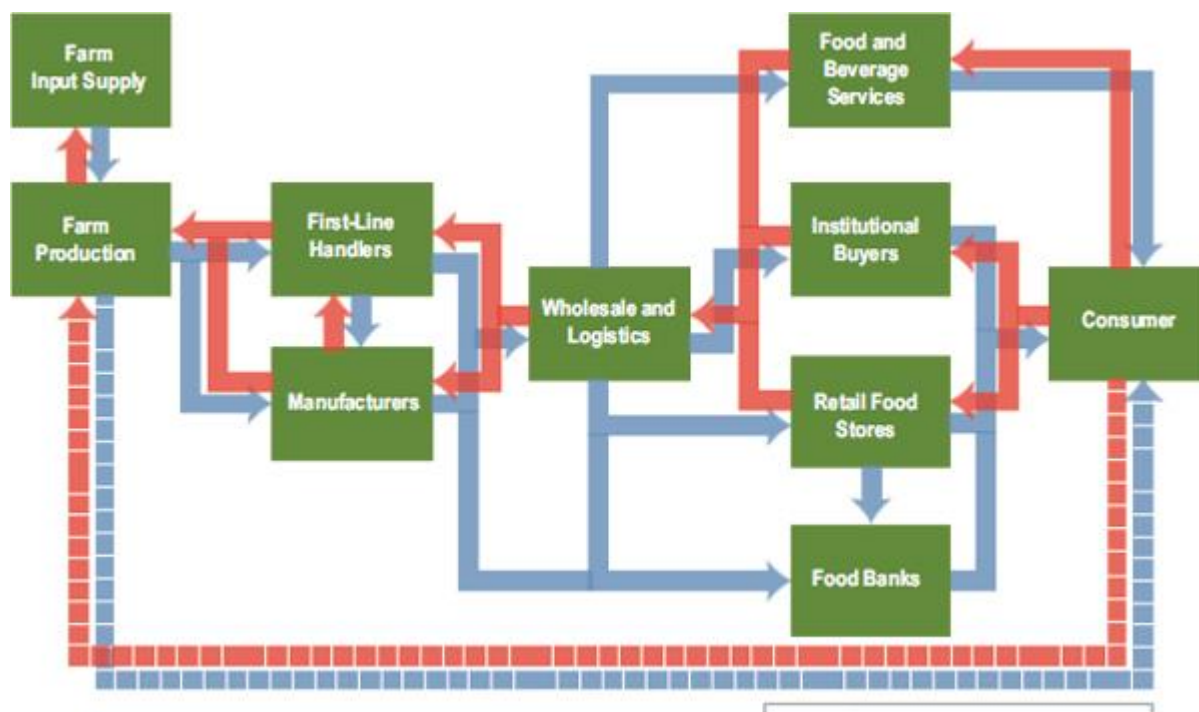 Farm
Input Supply
Food and
Beverage
Services
Farm
Production
First-Line
Handlers
Institutional
Buyers
Wholesale and
Logistics
Consumer
Manufacturers
Retail Food
Stores
Food Banks